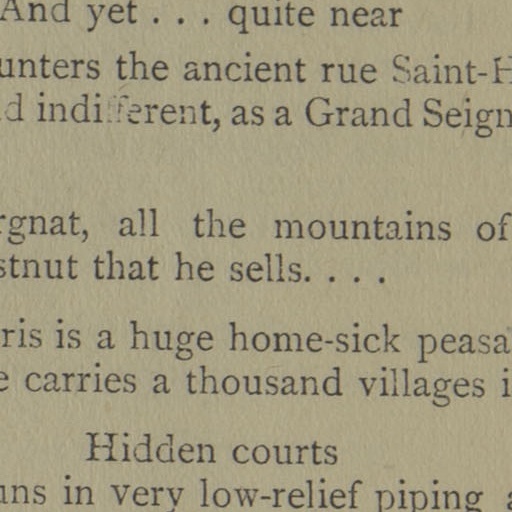 And yet . . . quite near
unters the ancient rue Saint-H
d indifferent, as a Grand Seign
rgnat, all the mountains of
stnut that he sells. . . .
ris is a huge home-sick peasa
e carries a thousand villages i
Hidden courts
uns in very low-relief piping a